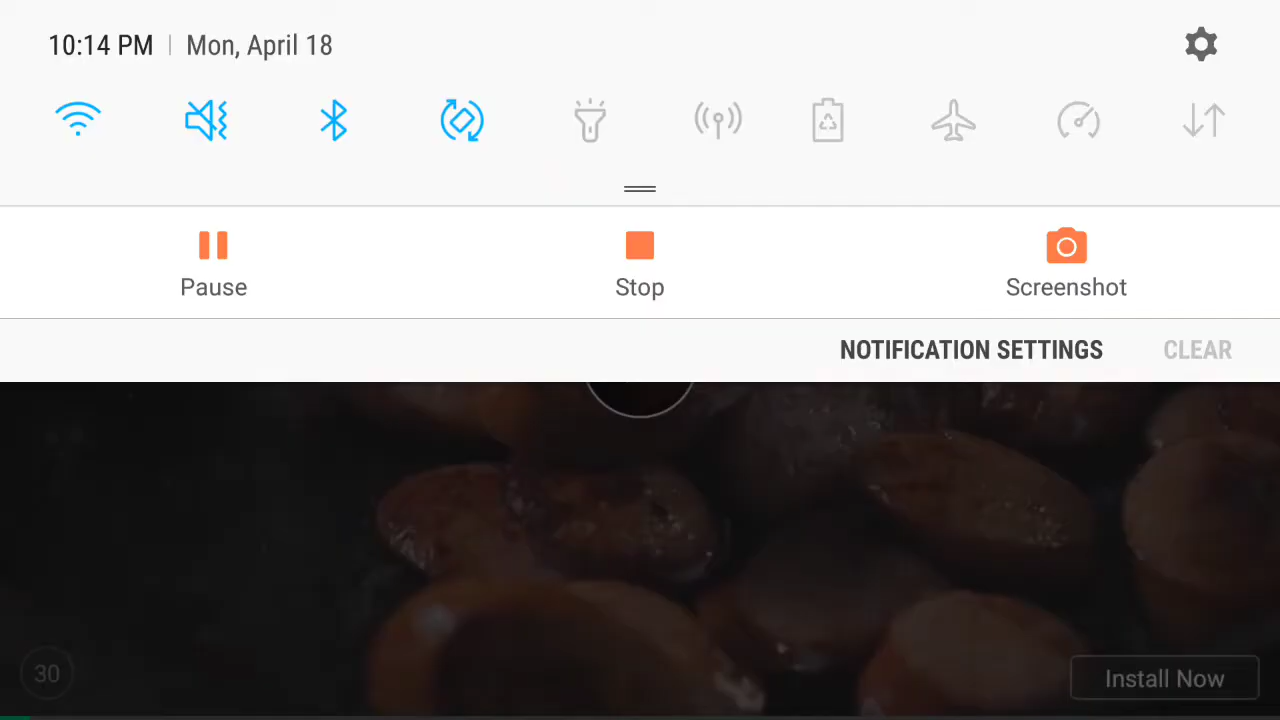 10:14 PM | Mon, April 18
Pause
Stop
Screenshot
NOTIFICATION SETTINGS
CLEAR
30
Install Now